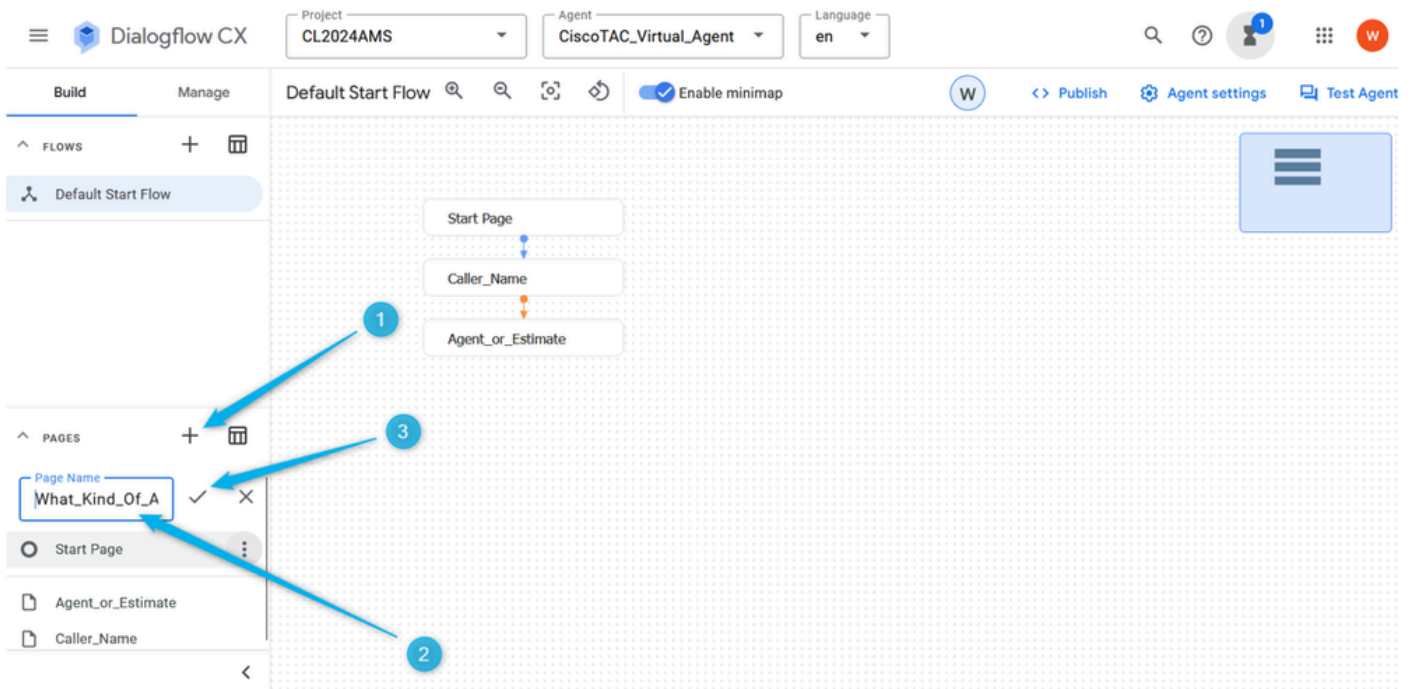 Project
Agent
Language
Dialogflow CX
CL2024AMS
CiscoTAC_Virtual_Agent
en
1
W
Build
Manage
Default Start Flow
Enable minimap
W
Publish
Agent settings
Test Agent
FLOWS
Default Start Flow
Start Page
Caller_Name
Agent_or_Estimate
1
PAGES
3
Page Name
What_Kind_Of_A
Start Page
Agent_or_Estimate
Caller_Name
2